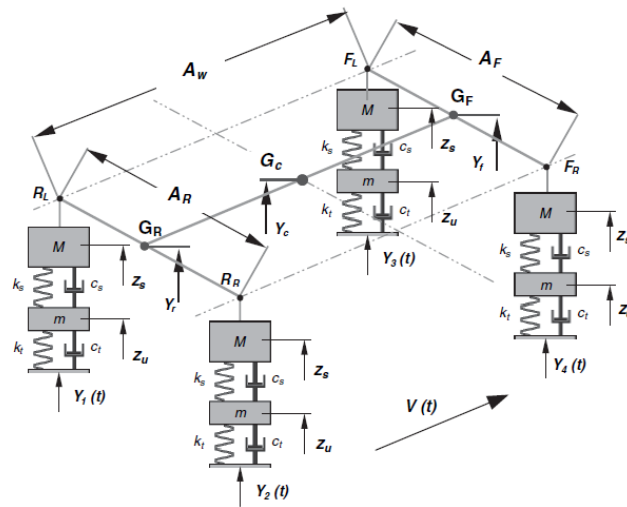 A_W
F_L
A_F
M
G_F
z_s
k_s
c_s
Y_f
F_R
G_C
m
z_u
R_L
A_R
Y_c
k_t
c_t
M
G_R
Y_3 (t)
M
z_s
R_R
k_s
c_s
Y_r
k_s
c_s
m
m
z_u
k_t
c_t
k_t
c_t
M
z_s
Y_1 (t)
k_s
c_s
Y_4 (t)
m
z_u
V(t)
k_t
c_t
Y_2 (t)